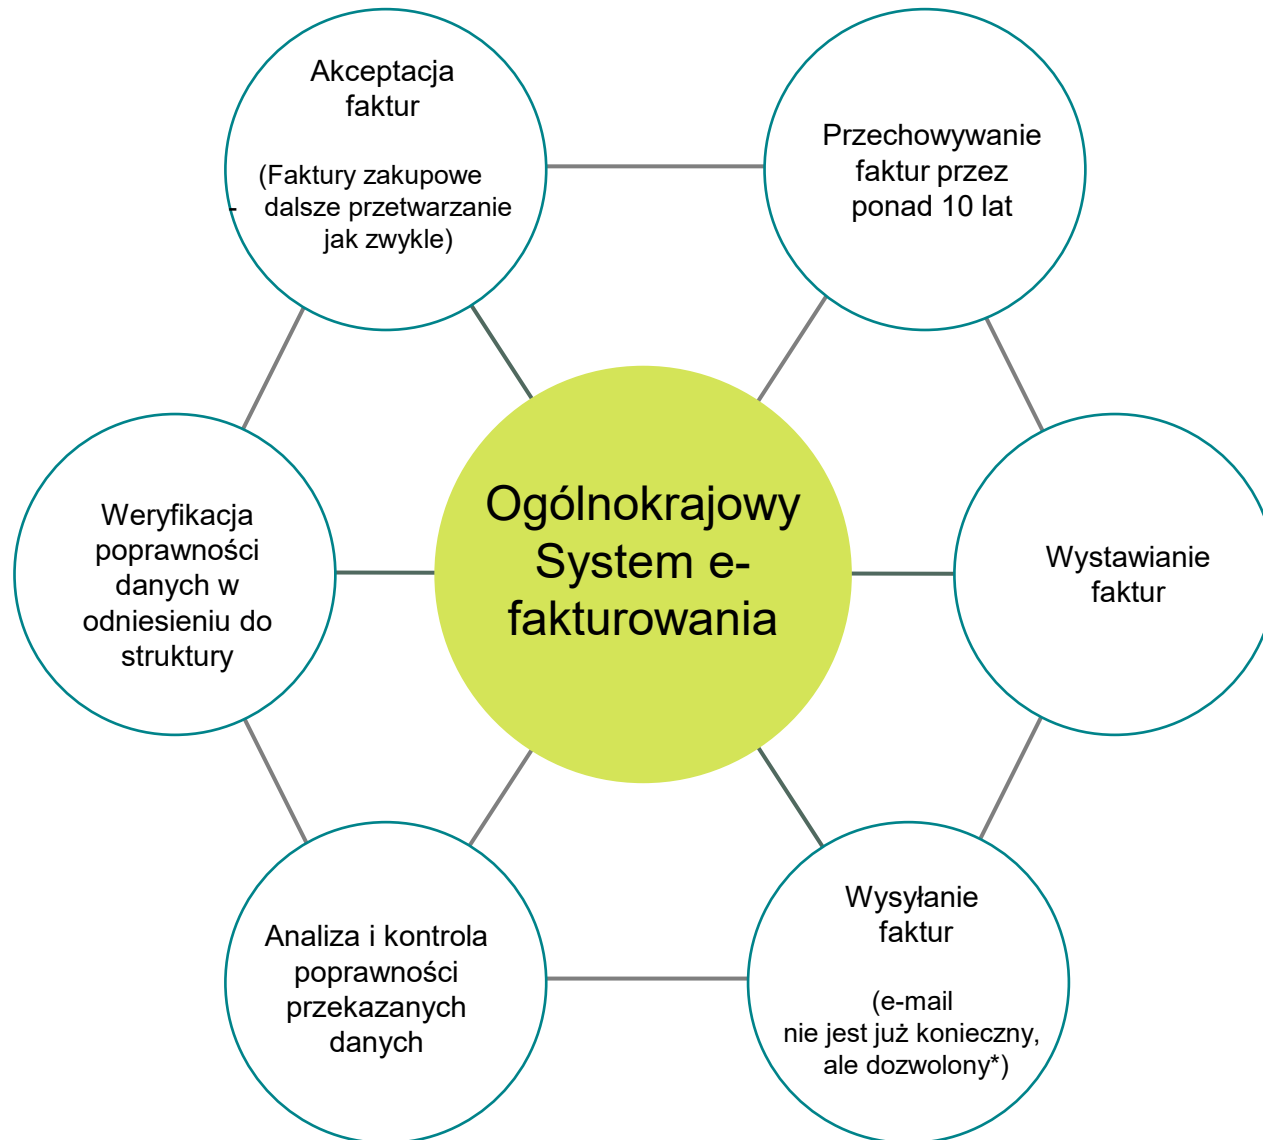 Akceptacja
faktur
(Faktury zakupowe
- dalsze przetwarzanie
jak zwykle)
Przechowywanie
faktur przez
ponad 10 lat
Weryfikacja
poprawności
danych w
odniesieniu do
struktury
Ogólnokrajowy
System e-
fakturowania
Wystawianie
faktur
Analiza i kontrola
poprawności
przekazanych
danych
Wysyłanie
faktur
(e-mail
nie jest już konieczny,
ale dozwolony*)